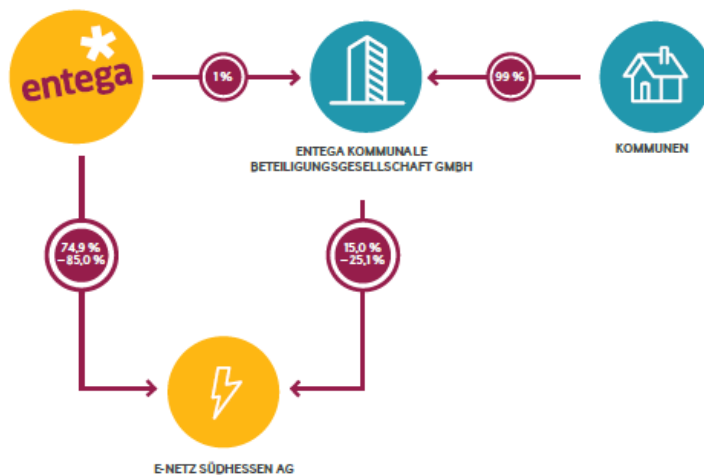 entega
1%
99 %
ENTEGA KOMMUNALE
BETEILIGUNGSGESELLSCHAFT GMBH
KOMMUNEN
74,9 %
–85,0 %
15,0 %
–25,1%
E-NETZ SÜDHESSEN AG